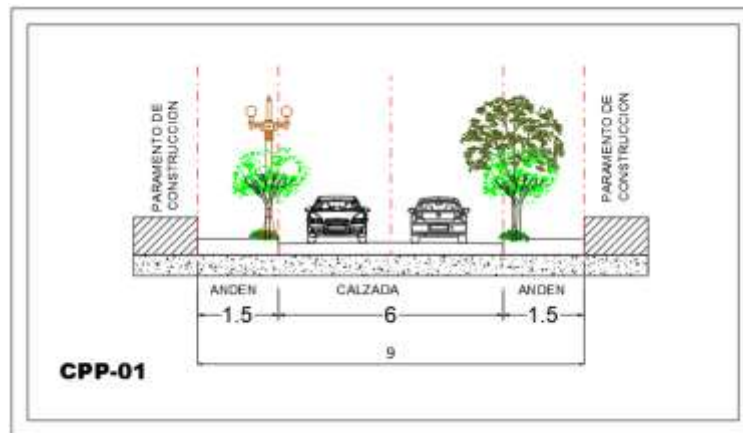 PARAMENTO DE
CONSTRUCCION
PARAMENTO DE
CONSTRUCCION
ANDEN
CALZADA
ANDEN
1.5
6
1.5
9
CPP-01